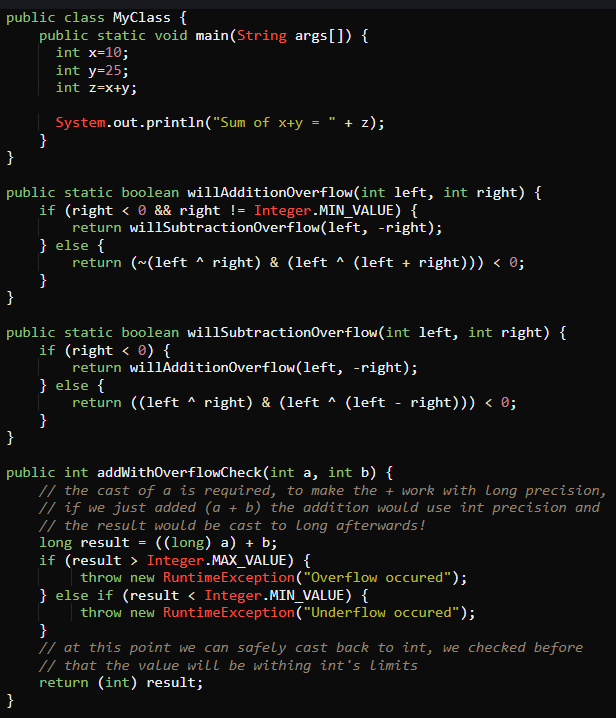 public class MyClass {
    public static void main(String args[]) {
      int x=10;
      int y=25;
      int z=x+y;

      System.out.println("Sum of x+y = " + z);
    }
}

public static boolean willAdditionOverflow(int left, int right) {
    if (right < 0 && right != Integer.MIN_VALUE) {
        return willSubtractionOverflow(left, -right);
    } else {
        return (~(left ^ right) & (left ^ (left + right))) < 0;
    }
}

public static boolean willSubtractionOverflow(int left, int right) {
    if (right < 0) {
        return willAdditionOverflow(left, -right);
    } else {
        return ((left ^ right) & (left ^ (left - right))) < 0;
    }
}

public int addWithOverflowCheck(int a, int b) {
    // the cast of a is required, to make the + work with long precision,
    // if we just added (a + b) the addition would use int precision and
    // the result would be cast to long afterwards!
    long result = ((long) a) + b;
    if (result > Integer.MAX_VALUE) {
         throw new RuntimeException("Overflow occured");
    } else if (result < Integer.MIN_VALUE) {
         throw new RuntimeException("Underflow occured");
    }
    // at this point we can safely cast back to int, we checked before
    // that the value will be withing int's limits
    return (int) result;
}